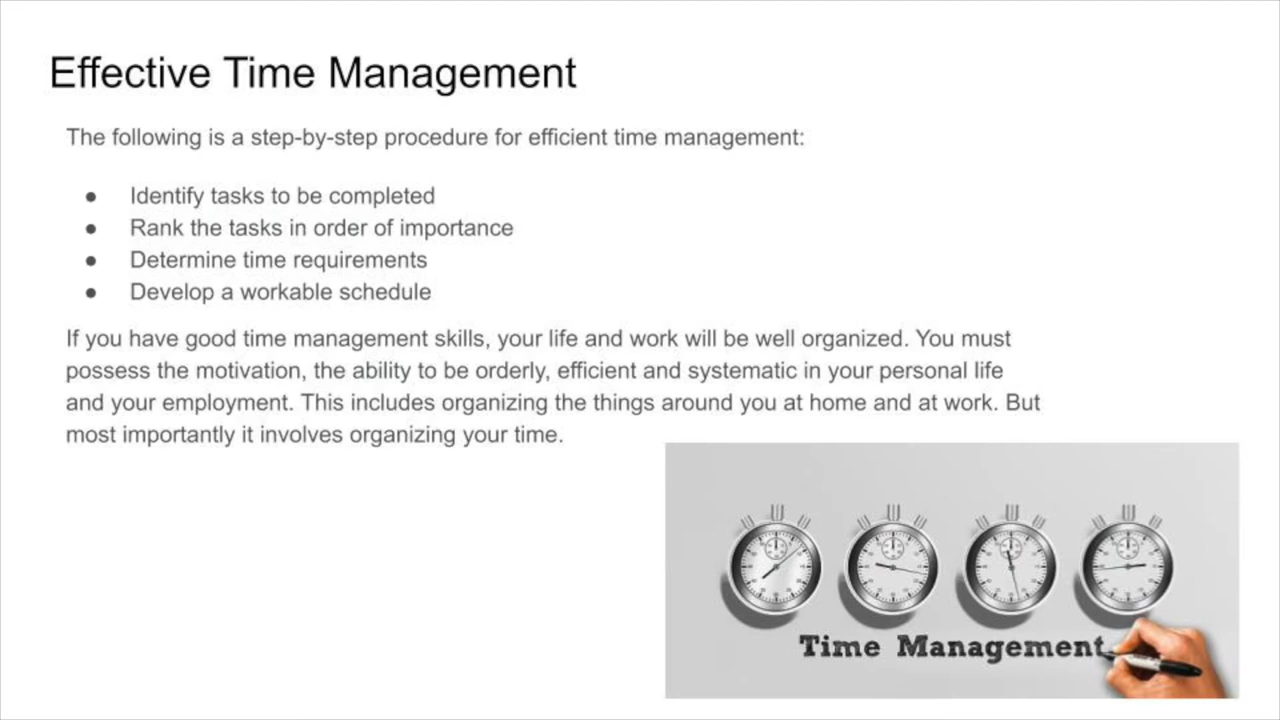 Effective Time Management
The following is a step-by-step procedure for efficient time management:
● Identify tasks to be completed
● Rank the tasks in order of importance
● Determine time requirements
● Develop a workable schedule
If you have good time management skills, your life and work will be well organized. You must
possess the motivation, the ability to be orderly, efficient and systematic in your personal life
and your employment. This includes organizing the things around you at home and at work. But
most importantly it involves organizing your time.
Time Management